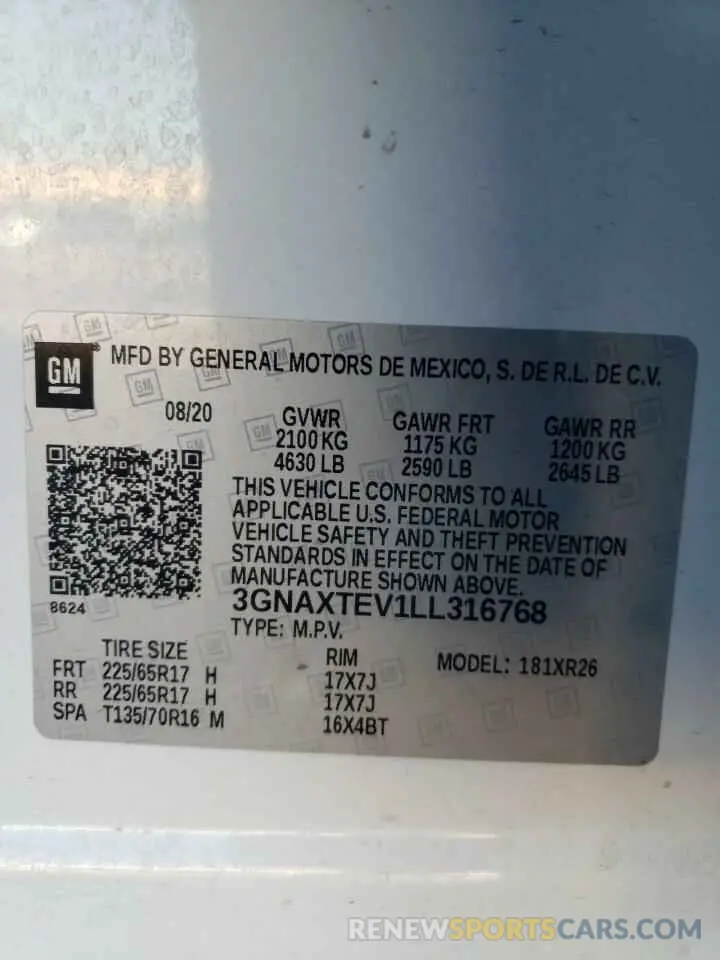 GM ® MFD BY GENERAL MOTORS DE MEXICO, S. DE R.L. DE C.V.
08/20 GVWR GAWR FRT GAWR RR
2100 KG 1175 KG 1200 KG
4630 LB 2590 LB 2645 LB
THIS VEHICLE CONFORMS TO ALL
APPLICABLE U.S. FEDERAL MOTOR
VEHICLE SAFETY AND THEFT PREVENTION
STANDARDS IN EFFECT ON THE DATE OF
MANUFACTURE SHOWN ABOVE.
8624 3GNAXTEV1LL316768
TYPE: M.P.V.
TIRE SIZE RIM MODEL: 181XR26
FRT 225/65R17 H 17X7J
RR 225/65R17 H 17X7J
SPA T135/70R16 M 16X4BT
RENEWSPORTSCARS.COM